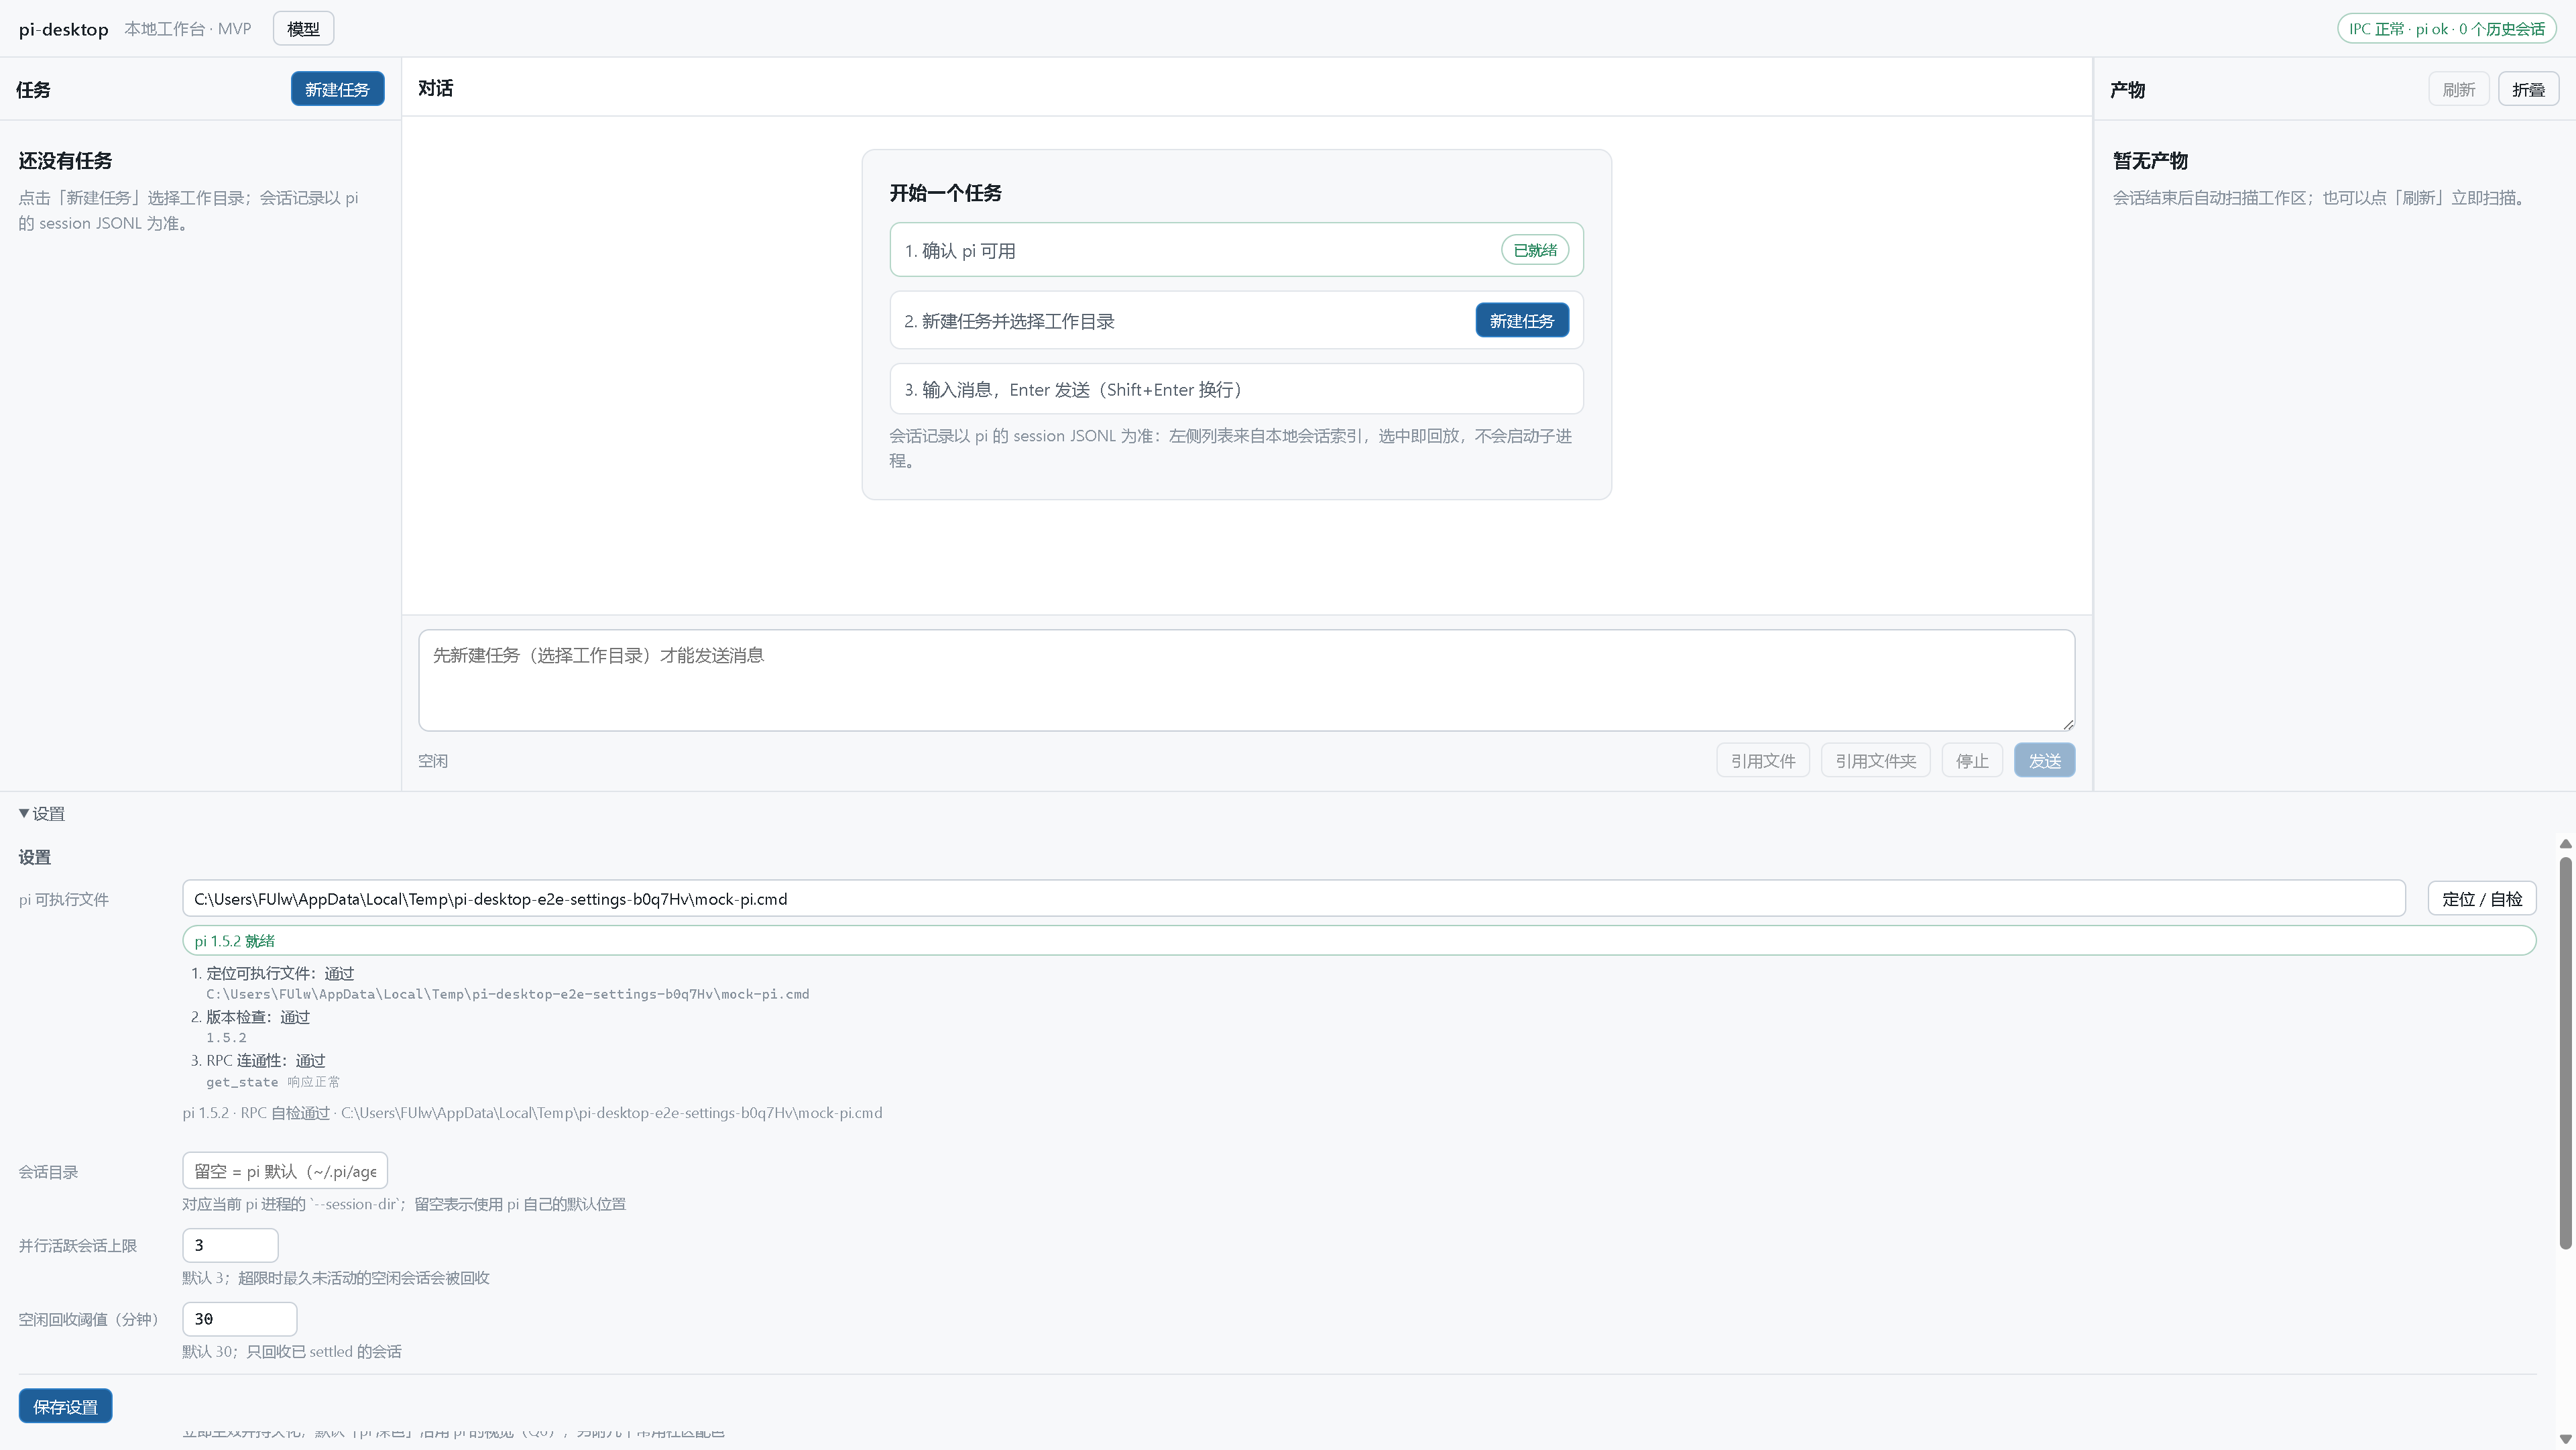 pi-desktop 本地工作台 · MVP 模型
IPC 正常 · pi ok · 0 个历史会话
任务 新建任务
还没有任务
点击「新建任务」选择工作目录；会话记录以 pi
的 session JSONL 为准。
对话
开始一个任务
1. 确认 pi 可用 已就绪
2. 新建任务并选择工作目录 新建任务
3. 输入消息，Enter 发送（Shift+Enter 换行）
会话记录以 pi 的 session JSONL 为准：左侧列表来自本地会话索引，选中即回放，不会启动子进
程。
先新建任务（选择工作目录）才能发送消息
空闲 引用文件 引用文件夹 停止 发送
产物 刷新 折叠
暂无产物
会话结束后自动扫描工作区；也可以点「刷新」立即扫描。
▼设置
设置
pi 可执行文件 C:\Users\FUlw\AppData\Local\Temp\pi-desktop-e2e-settings-b0q7Hv\mock-pi.cmd 定位 / 自检
pi 1.5.2 就绪
1. 定位可执行文件：通过
C:\Users\FUlw\AppData\Local\Temp\pi-desktop-e2e-settings-b0q7Hv\mock-pi.cmd
2. 版本检查：通过
1.5.2
3. RPC 连通性：通过
get_state 响应正常
pi 1.5.2 · RPC 自检通过 · C:\Users\FUlw\AppData\Local\Temp\pi-desktop-e2e-settings-b0q7Hv\mock-pi.cmd
会话目录 留空 = pi 默认（~/.pi/age
对应当前 pi 进程的 `--session-dir`；留空表示使用 pi 自己的默认位置
并行活跃会话上限 3
默认 3；超限时最久未活动的空闲会话会被回收
空闲回收阈值（分钟） 30
默认 30；只回收已 settled 的会话
保存设置